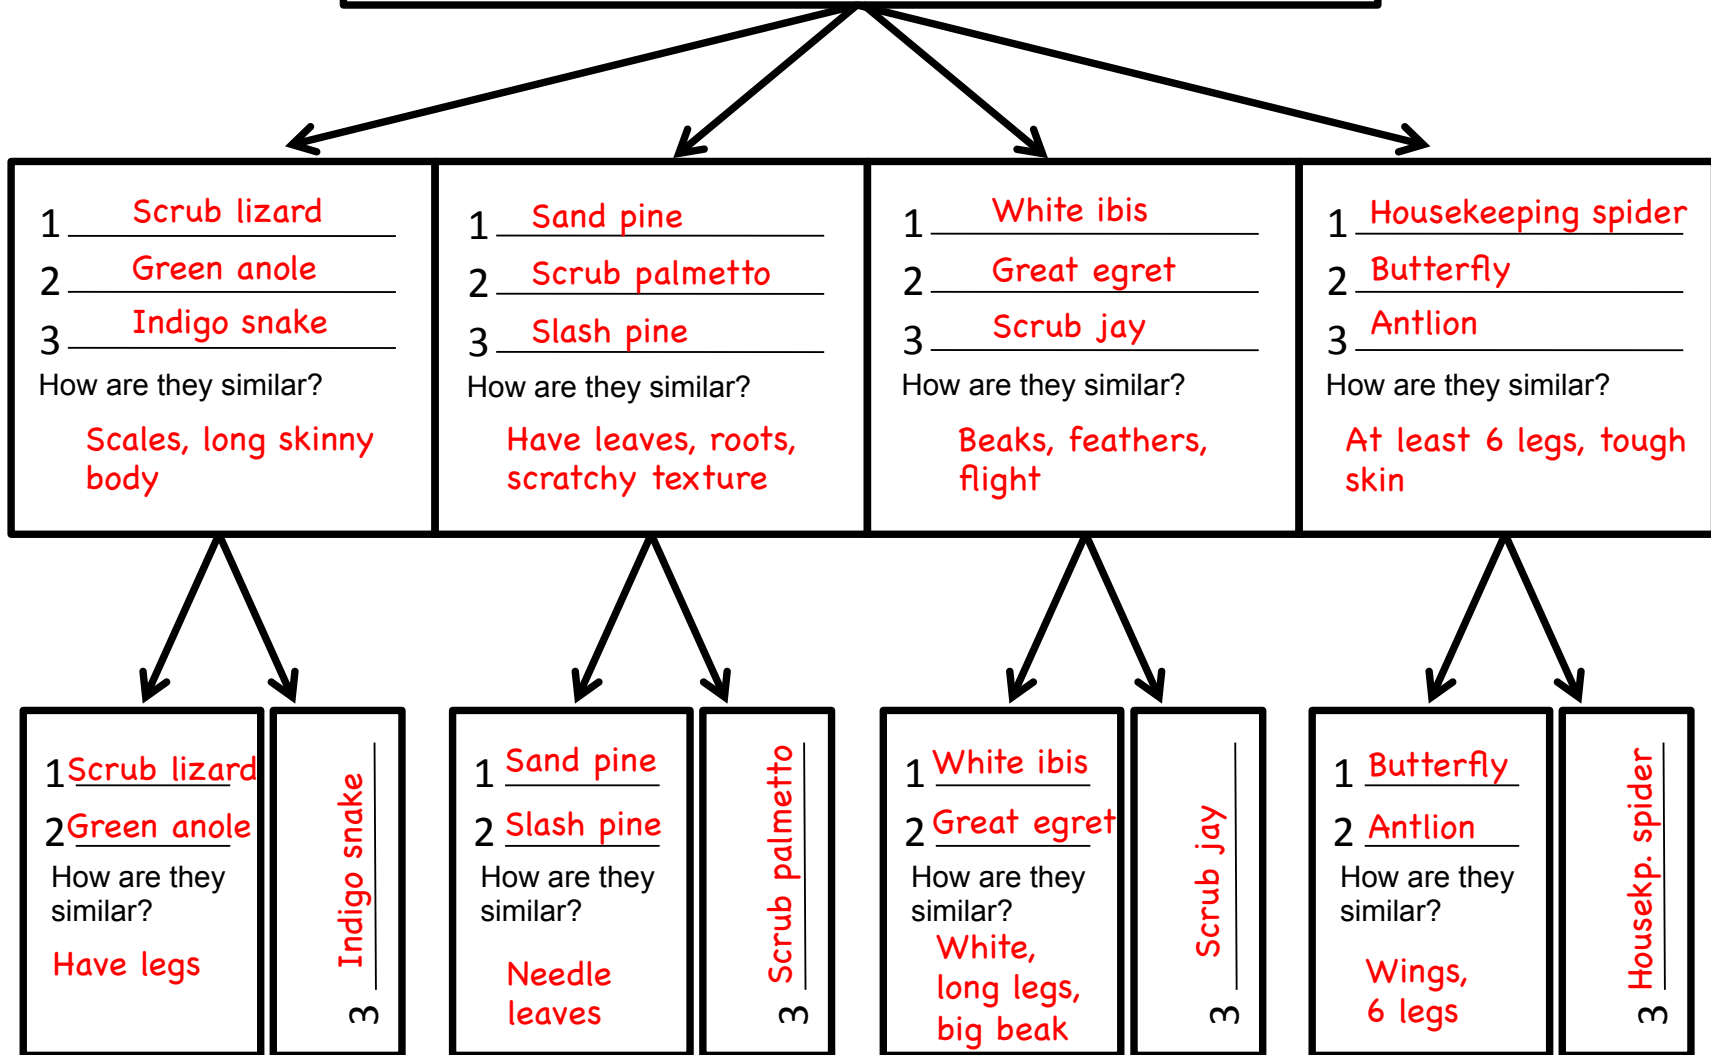 1 Scrub lizard
2 Green anole
3 Indigo snake
How are they similar?
Scales, long skinny
body
1 Sand pine
2 Scrub palmetto
3 Slash pine
How are they similar?
Have leaves, roots,
scratchy texture
1 White ibis
2 Great egret
3 Scrub jay
How are they similar?
Beaks, feathers,
flight
1 Housekeeping spider
2 Butterfly
3 Antlion
How are they similar?
At least 6 legs, tough
skin
1 Scrub lizard
2 Green anole
How are they
similar?
Have legs
3 Indigo snake
1 Sand pine
2 Slash pine
How are they
similar?
Needle
leaves
3 Scrub palmetto
1 White ibis
2 Great egret
How are they
similar?
White,
long legs,
big beak
3 Scrub jay
1 Butterfly
2 Antlion
How are they
similar?
Wings,
6 legs
3 Housekp. spider